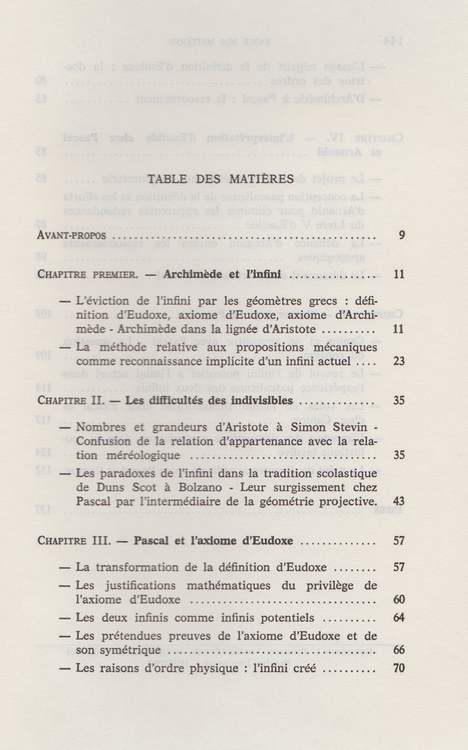 TABLE DES MATIÈRES
AVANT-PROPOS ........................................ 9
CHAPITRE PREMIER. — Archimède et l'infini .............. 11
— L'éviction de l'infini par les géomètres grecs : défi-
nition d'Eudoxe, axiome d'Eudoxe, axiome d'Archi-
mède - Archimède dans la lignée d'Aristote .......... 11
— La méthode relative aux propositions mécaniques
comme reconnaissance implicite d'un infini actuel .... 23
CHAPITRE II. — Les difficultés des indivisibles ............. 35
— Nombres et grandeurs d'Aristote à Simon Stevin -
Confusion de la relation d'appartenance avec la rela-
tion méréologique ............................. 35
— Les paradoxes de l'infini dans la tradition scolastique
de Duns Scot à Bolzano - Leur surgissement chez
Pascal par l'intermédiaire de la géométrie projective. 43
CHAPITRE III. — Pascal et l'axiome d'Eudoxe .............. 57
— La transformation de la définition d'Eudoxe ........ 57
— Les justifications mathématiques du privilège de
l'axiome d'Eudoxe ............................... 60
— Les deux infinis comme infinis potentiels .......... 64
— Les prétendues preuves de l'axiome d'Eudoxe et de
son symétrique .................................. 66
— Les raisons d'ordre physique : l'infini créé .......... 70